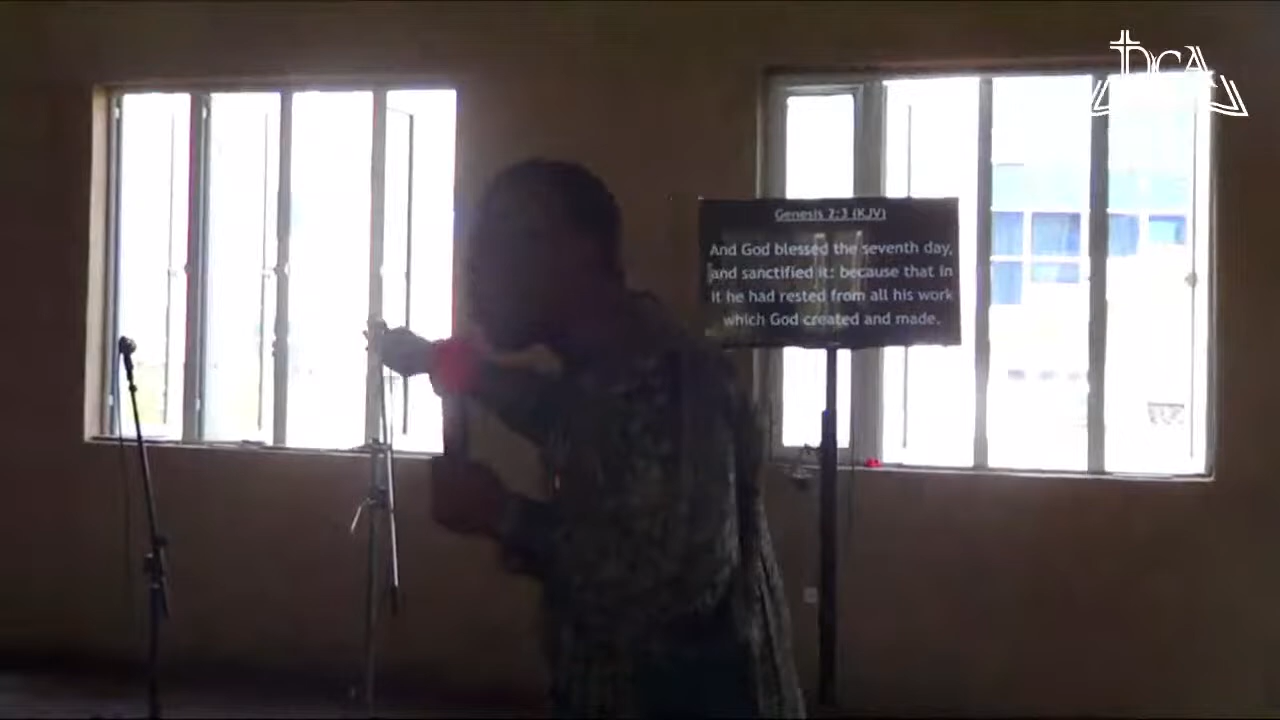 DCA
Genesis 2:3 (KJV)
And God blessed the seventh day,
and sanctified it: because that in
it he had rested from all his work
which God created and made.